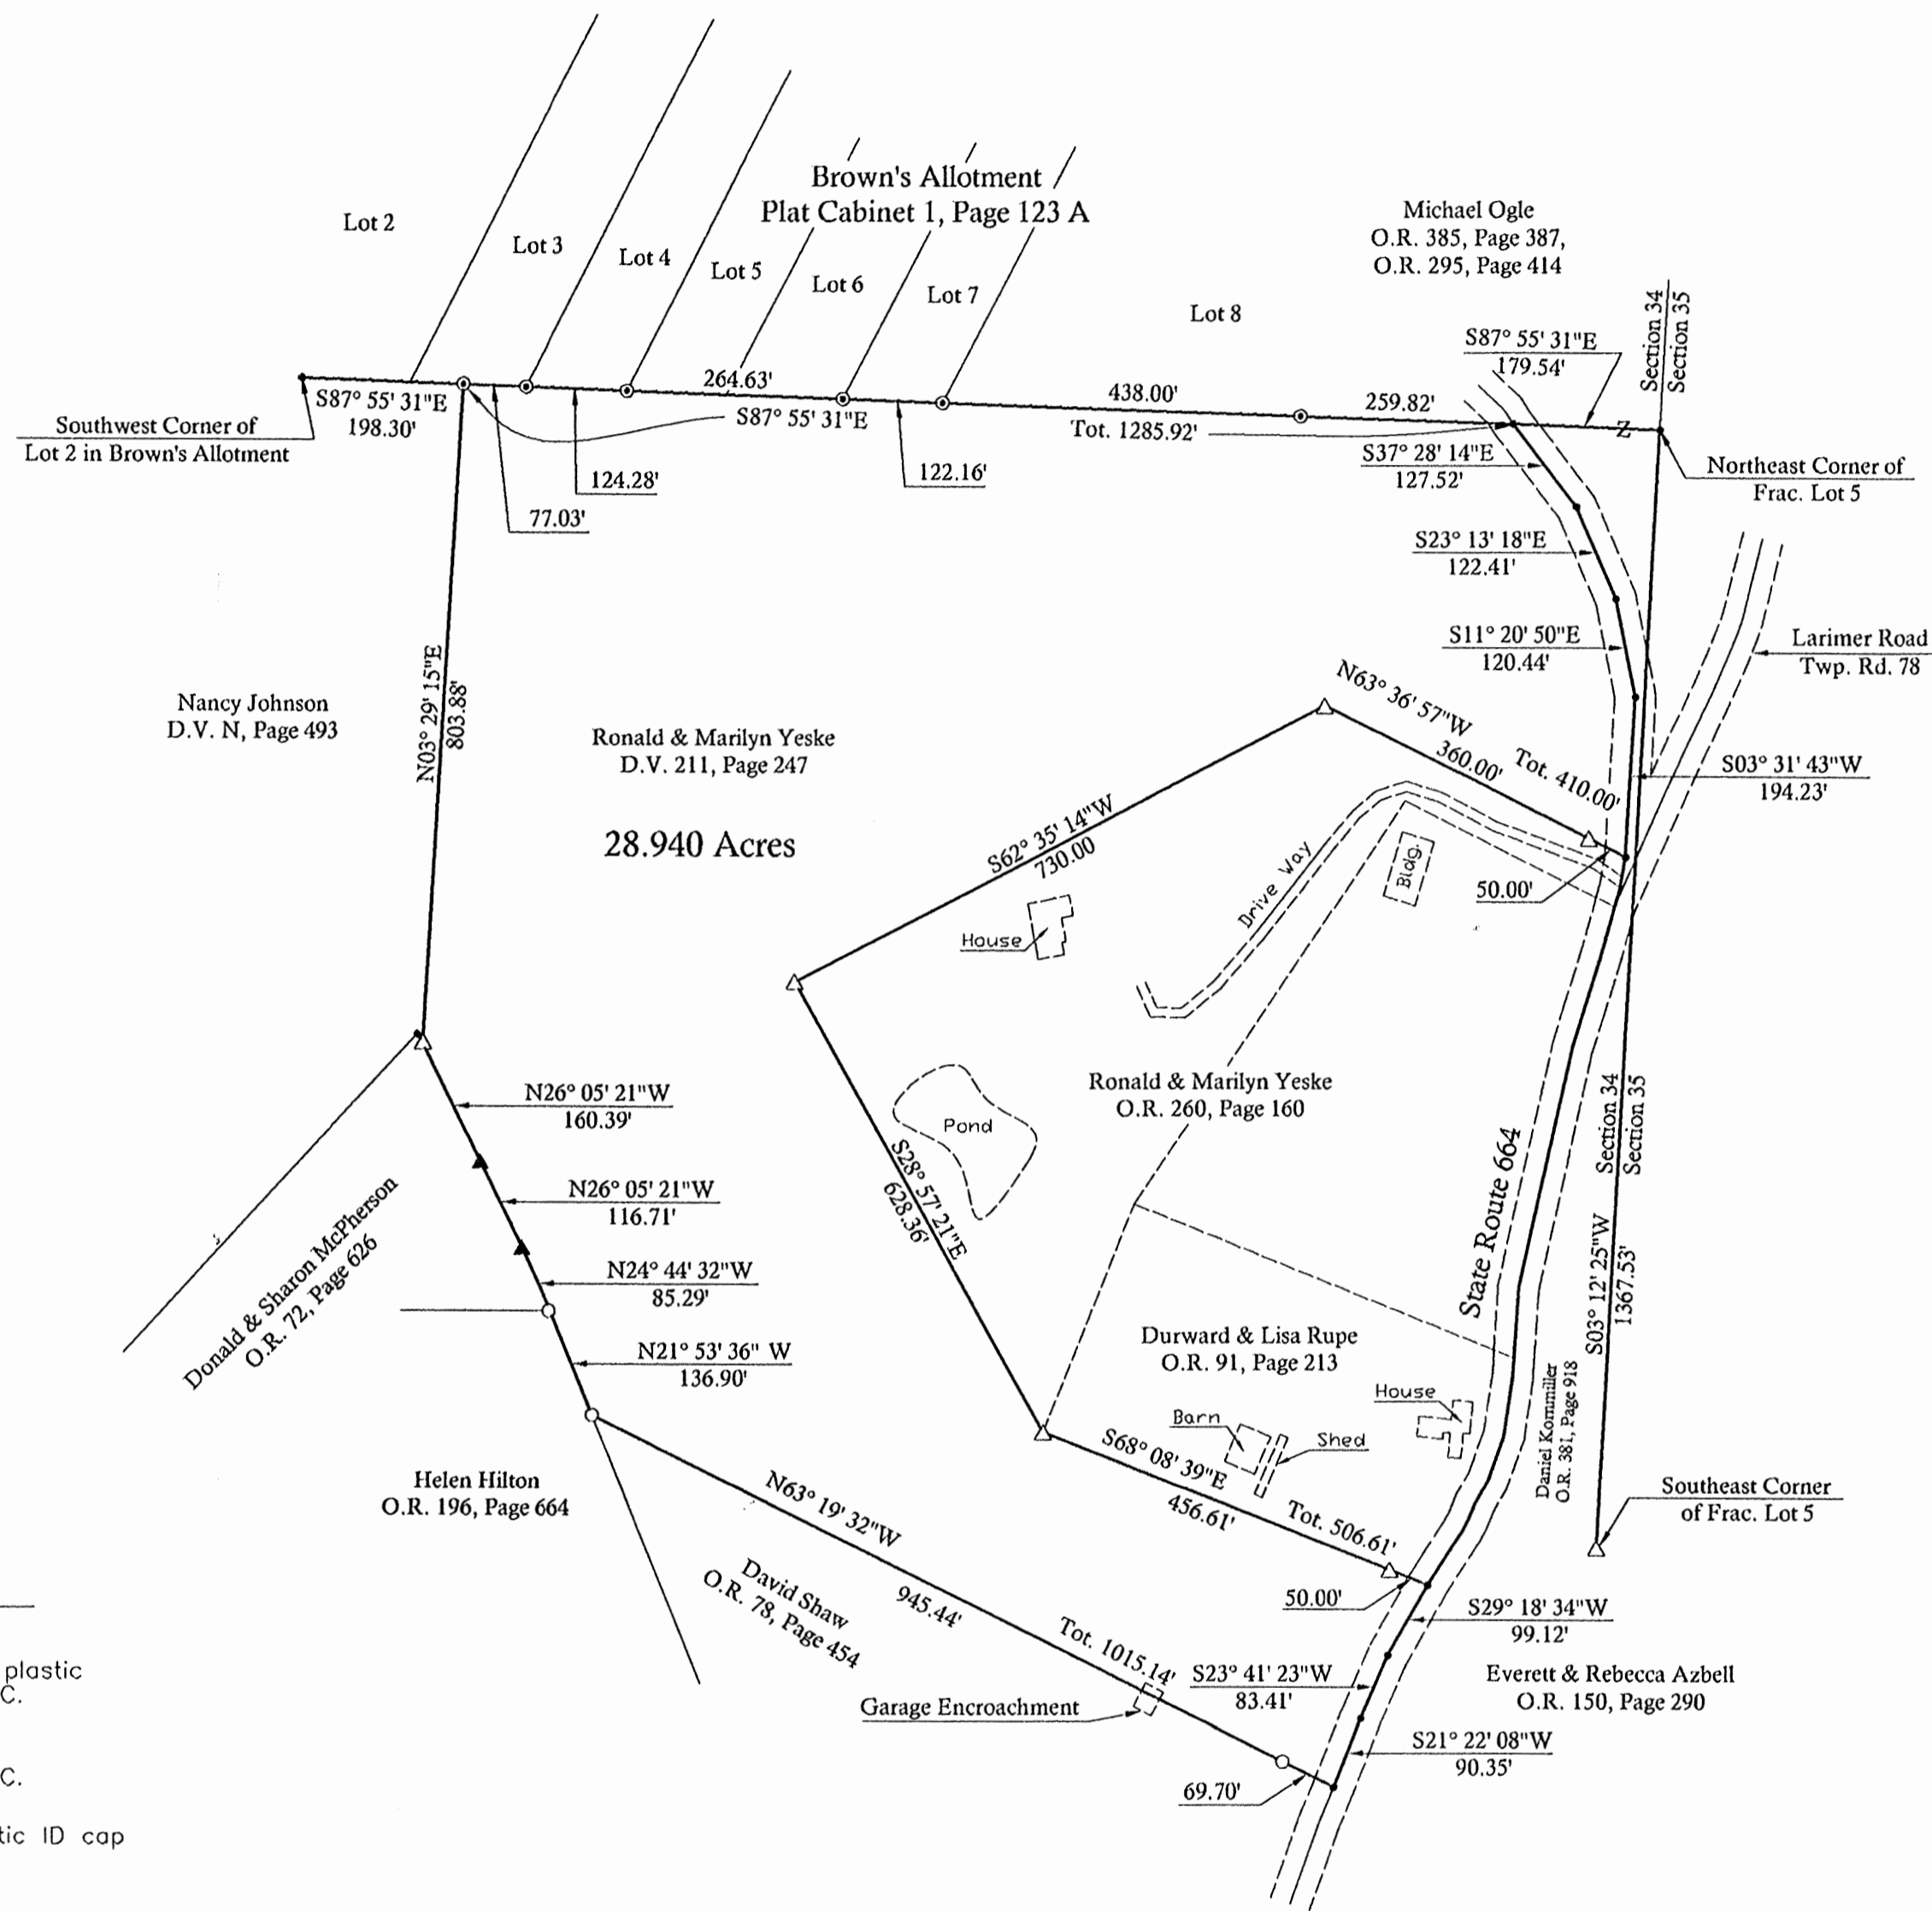 Brown's Allotment
Plat Cabinet 1, Page 123 A
Michael Ogle
O.R. 385, Page 387,
O.R. 295, Page 414
Lot 2
Lot 3
Lot 4
Lot 5
Lot 6
Lot 7
Lot 8
Section 34
Section 35
S87° 55' 31"E
179.54'
S87° 55' 31"E
198.30'
264.63'
S87° 55' 31"E
438.00'
Tot. 1285.92'
259.82'
Z
Southwest Corner of
Lot 2 in Brown's Allotment
124.28'
77.03'
122.16'
S37° 28' 14"E
127.52'
Northeast Corner of
Frac. Lot 5
S23° 13' 18"E
122.41'
S11° 20' 50"E
120.44'
Larimer Road
Twp. Rd. 78
Nancy Johnson
D.V. N, Page 493
N03° 29' 15"E
803.88'
Ronald & Marilyn Yeske
D.V. 211, Page 247
28.940 Acres
N63° 36' 57"W
360.00'
Tot. 410.00'
S03° 31' 43"W
194.23'
S62° 35' 14"W
730.00
Drive Way
Bldg.
50.00'
House
N26° 05' 21"W
160.39'
Ronald & Marilyn Yeske
O.R. 260, Page 160
Pond
S28° 57' 21"E
628.36'
Section 34
Section 35
State Route 664
N26° 05' 21"W
116.71'
Donald & Sharon McPherson
O.R. 72, Page 626
N24° 44' 32"W
85.29'
S03° 12' 25"W
1367.53'
N21° 53' 36" W
136.90'
Durward & Lisa Rupe
O.R. 91, Page 213
House
Barn
Shed
Daniel Kornmiller
O.R. 381, Page 918
Helen Hilton
O.R. 196, Page 664
N63° 19' 32"W
945.44'
Tot. 1015.14'
S68° 08' 39"E
456.61'
Tot. 506.61'
Southeast Corner
of Frac. Lot 5
David Shaw
O.R. 78, Page 454
50.00'
S29° 18' 34"W
99.12'
S23° 41' 23"W
83.41'
Everett & Rebecca Azbell
O.R. 150, Page 290
Garage Encroachment
S21° 22' 08"W
90.35'
69.70'
plastic
C.
C.
tic ID cap